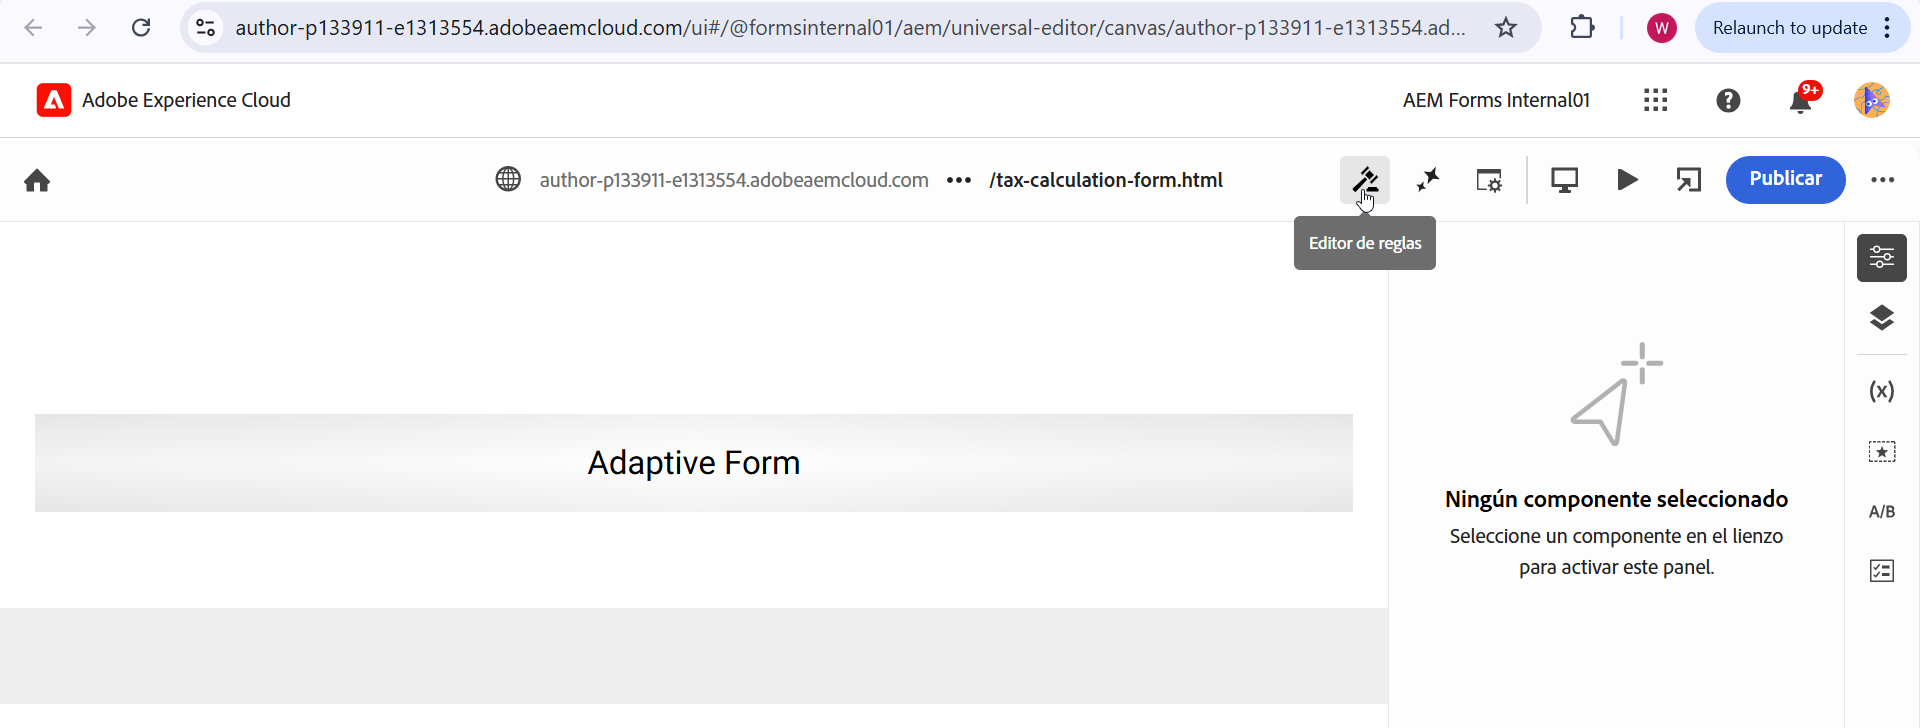 author-p133911-e1313554.adobeaemcloud.com/ui#/@formsinternal01/aem/universal-editor/canvas/author-p133911-e1313554.ad...
W
Relaunch to update
Adobe Experience Cloud
AEM Forms Internal01
9+
author-p133911-e1313554.adobeaemcloud.com ••• /tax-calculation-form.html
Publicar
Editor de reglas
Adaptive Form
Ningún componente seleccionado
Seleccione un componente en el lienzo
para activar este panel.
(x)
A/B